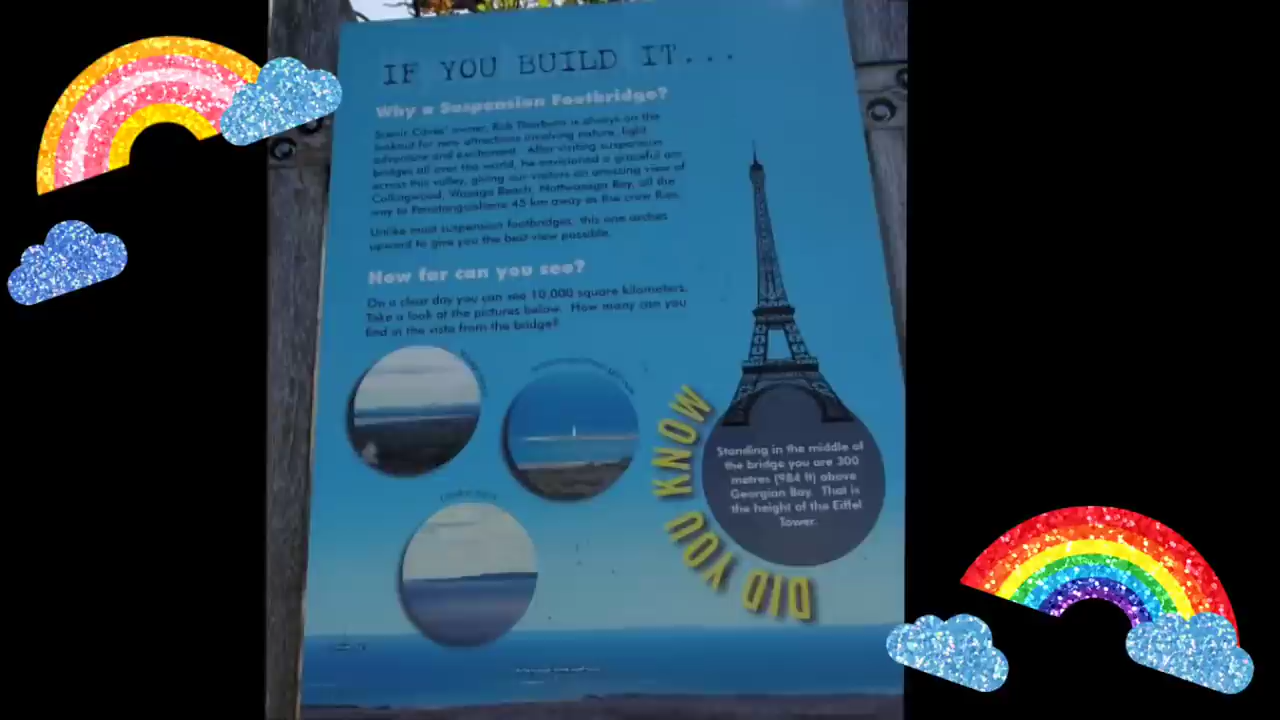 IF YOU BUILD IT...
Why a Suspension Footbridge?
Scenic Caves' owner, Rob Thorburn is always on the
lookout for new attractions involving nature, light
adventure and excitement. After visiting suspension
bridges all over the world, he envisioned a graceful arc
across this valley, giving our visitors an amazing view of
Collingwood, Wasaga Beach, Nottawasaga Bay, all the
way to Penetanguishene 45 km away as the crow flies.
Unlike most suspension footbridges, this one arches
upward to give you the best view possible.
How far can you see?
On a clear day you can see 10,000 square kilometers.
Take a look at the pictures below. How many can you
find in the vista from the bridge?
DID YOU KNOW
Standing in the middle of
the bridge you are 300
metres (984 ft) above
Georgian Bay. That is
the height of the Eiffel
Tower.